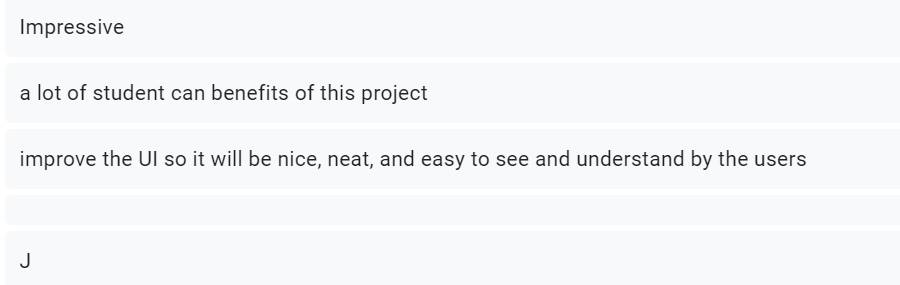 Impressive
a lot of student can benefits of this project
improve the UI so it will be nice, neat, and easy to see and understand by the users
J